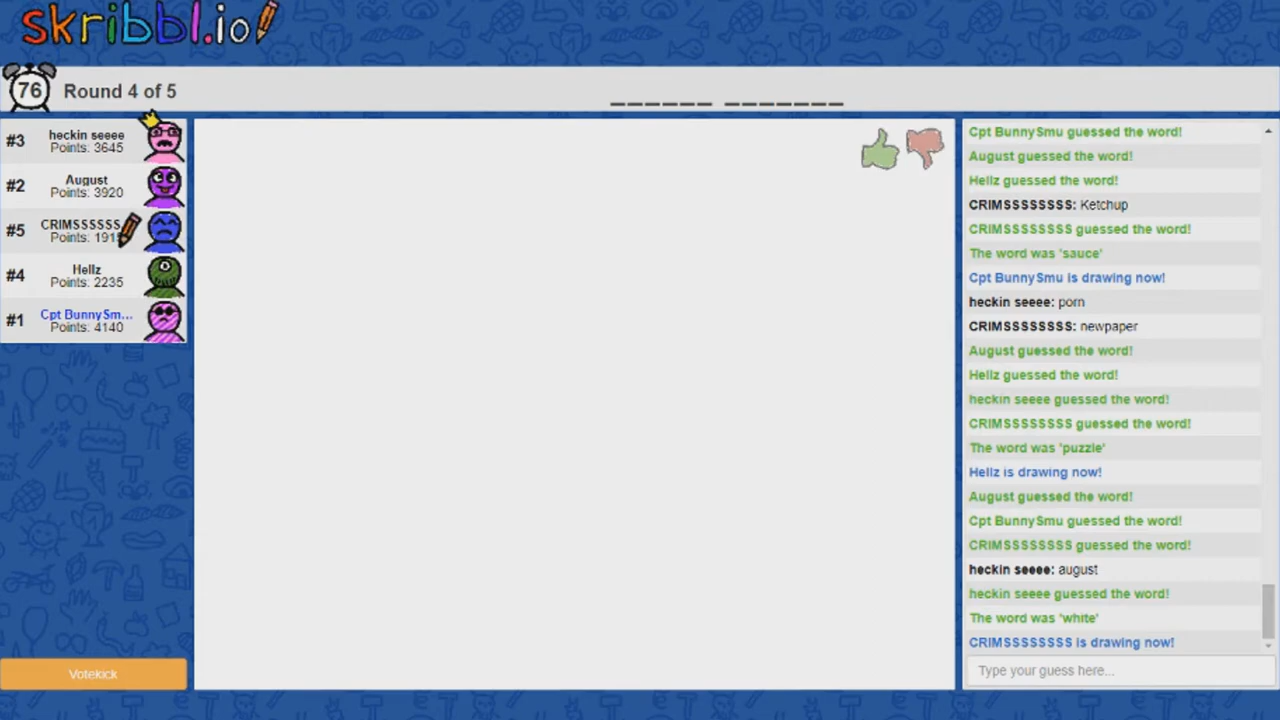 skribbl.io
76
Round 4 of 5
______ _______
#3
heckin seeee
Points: 3645
#2
August
Points: 3920
#5
CRIMSSSSSS
Points: 1915
#4
Hellz
Points: 2235
#1
Cpt BunnySm...
Points: 4140
Votekick
Cpt BunnySmu guessed the word!
August guessed the word!
Hellz guessed the word!
CRIMSSSSSSSS: Ketchup
CRIMSSSSSSSS guessed the word!
The word was 'sauce'
Cpt BunnySmu is drawing now!
heckin seeee: porn
CRIMSSSSSSSS: newpaper
August guessed the word!
Hellz guessed the word!
heckin seeee guessed the word!
CRIMSSSSSSSS guessed the word!
The word was 'puzzle'
Hellz is drawing now!
August guessed the word!
Cpt BunnySmu guessed the word!
CRIMSSSSSSSS guessed the word!
heckin seeee: august
heckin seeee guessed the word!
The word was 'white'
CRIMSSSSSSSS is drawing now!
Type your guess here...